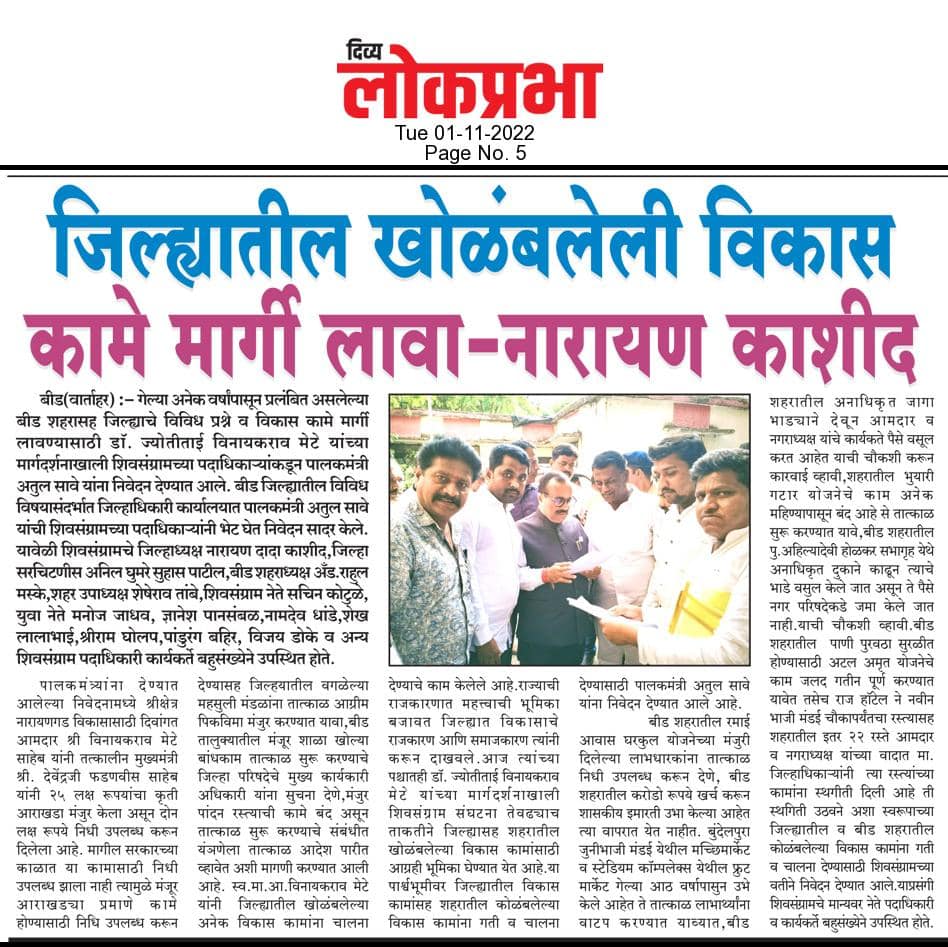 दिव्य
लोकप्रभा
Tue 01-11-2022
Page No. 5
जिल्ह्यातील खोळंबलेली विकास
कामे मार्गी लावा-नारायण काशीद
बीड(वार्ताहर) :- गेल्या अनेक वर्षांपासून प्रलंवित असलेल्या
बीड शहरासह जिल्ह्याचे विविध प्रश्ने व विकास कामे मार्गी
लावण्यासाठी डॉ. ज्योतीताई विनायकराव मेटे यांच्या
मार्गदर्शनाखाली शिवसंग्रामच्या पदाधिकाऱ्यांकडून पालकमंत्री
अतुल सावे यांना निवेदन देण्यात आले. बीड जिल्ह्यातील विविध
विषयासंदर्भात जिल्हाधिकारी कार्यालयात पालकमंत्री अतुल सावे
यांची शिवसंग्रामच्या पदाधिकाऱ्यांनी भेट घेत निवेदन सादर केले.
यावेळी शिवसंग्रामचे जिल्हाध्यक्ष नारायण दादा काशीद,जिल्हा
सरचिटणीस अनिल घुमरे सुहास पाटील,बीड शहराध्यक्ष अँड.राहुल
मस्के,शहर उपाध्यक्ष शेषेराव तांबे,शिवसंग्राम नेते सचिन कोटुळे,
युवा नेते मनोज जाधव, ज्ञानेश पानसंबळ,नामदेव धांडे,शेख
लालाभाई,श्रीराम घोलप,पांडुरंग बहिर, विजय डोके व अन्य
शिवसंग्राम पदाधिकारी कार्यकर्ते बहुसंख्येने उपस्थित होते.
पालकमंत्र्यांना देण्यात
आलेल्या निवेदनामध्ये श्रीक्षेत्र
नारायणगड विकासासाठी दिवांगत
आमदार श्री विनायकराव मेटे
साहेब यांनी तत्कालीन मुख्यमंत्री
श्री. देवेंद्रजी फडणवीस साहेब
यांनी २५ लक्ष रूपयांचा कृती
आराखडा मंजुर केला असून दोन
लक्ष रूपये निधी उपलब्ध करून
दिलेला आहे. मागील सरकारच्या
काळात या कामासाठी निधी
उपलब्ध झाला नाही त्यामुळे मंजूर
आराखड्या प्रमाणे कामे
होण्यासाठी निधि उपलब्ध करून
देण्यासह जिल्हयातील वगळेल्या
महसुली मंडळांना तात्काळ आग्रीम
पिकविमा मंजुर करण्यात यावा,बीड
तालुक्यातील मंजूर शाळा खोल्या
बांधकाम तात्काळ सुरू करण्याचे
जिल्हा परिषदेचे मुख्य कार्यकारी
अधिकारी यांना सुचना देणे,मंजुर
पांदन रस्त्याची कामे बंद असून
तात्काळ सुरू करण्याचे संबंधीत
यंत्रणेला तात्काळ आदेश पारीत
व्हावेत अशी मागणी करण्यात आली
आहे. स्व.मा.आ.विनायकराव मेटे
यांनी जिल्ह्यातील खोळंबलेल्या
अनेक विकास कामांना चालना
देण्याचे काम केलेले आहे.राज्याची
राजकारणात महत्त्वाची भूमिका
बजावत जिल्ह्यात विकासाचे
राजकारण आणि समाजकारण त्यांनी
करून दाखवले.आज त्यांच्या
पश्चातही डॉ. ज्योतीताई विनायकराव
मेटे यांच्या मार्गदर्शनाखाली
शिवसंग्राम संघटना तेवढ्याच
ताकतीने जिल्ह्यासह शहरातील
खोळंबलेल्या विकास कामांसाठी
आग्रही भूमिका घेण्यात येत आहे.या
पार्श्वभूमीवर जिल्ह्यातील विकास
कामांसह शहरातील कोळंबलेल्या
विकास कामांना गती व चालना
देण्यासाठी पालकमंत्री अतुल सावे
यांना निवेदन देण्यात आले आहे.
बीड शहरातील रमाई
आवास घरकुल योजनेच्या मंजुरी
दिलेल्या लाभधारकांना तात्काळ
निधी उपलब्ध करून देणे, बीड
शहरातील करोडो रूपये खर्च करून
शासकीय इमारती उभा केल्या आहेत
त्या वापरात येत नाहीत. बुंदेलपुरा
जुनीभाजी मंडई येथील मच्छिमार्केट
व स्टेडियम कॉम्पलेक्स येथील फ्रुट
मार्केट गेल्या आठ वर्षापासुन उभे
केले आहेत ते तात्काळ लाभार्थ्यांना
वाटप करण्यात याव्यात,बीड
शहरातील अनाधिकृत जागा
भाड्याने देवून आमदार व
नगराध्यक्ष यांचे कार्यकर्ते पैसे वसूल
करत आहेत याची चौकशी करून
कारवाई व्हावी,शहरातील भुयारी
गटार योजनेचे काम अनेक
महिण्यापासून बंद आहे से तात्काळ
सुरू करण्यात यावे,बीड शहरातील
पु.अहिल्यादेवी होळकर सभागृह येथे
अनाधिकृत दुकाने काढून त्याचे
भाडे वसुल केले जात असून ते पैसे
नगर परिषदेकडे जमा केले जात
नाही.याची चौकशी व्हावी.बीड
शहरातील पाणी पुरवठा सुरळीत
होण्यासाठी अटल अमृत योजनेचे
काम जलद गतीन पूर्ण करण्यात
यावेत तसेच राज हॉटेल ने नवीन
भाजी मंडई चौकापर्यंतचा रस्त्यासह
शहरातील इतर २२ रस्ते आमदार
व नगराध्यक्ष यांच्या वादात मा.
जिल्हाधिकाऱ्यांनी त्या रस्त्यांच्या
कामांना स्थगीती दिली आहे ती
स्थगिती उठवने अशा स्वरूपाच्या
जिल्ह्यातील व बीड शहरातील
कोळंबलेल्या विकास कामांना गती
व चालना देण्यासाठी शिवसंग्रामच्या
वतीने निवेदन देण्यात आले.याप्रसंगी
शिवसंग्रामचे मान्यवर नेते पदाधिकारी
व कार्यकर्ते बहुसंख्येने उपस्थित होते.